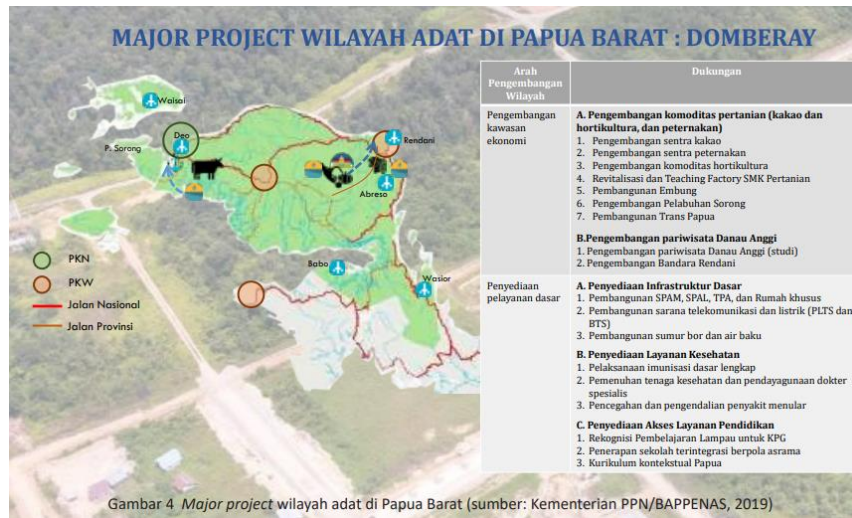 MAJOR PROJECT WILAYAH ADAT DI PAPUA BARAT : DOMBERAY
Waisai
Deo
P. Sorong
Rendani
Abreso
Babo
Wasior
PKN
PKW
Jalan Nasional
Jalan Provinsi
Arah
Pengembangan
Wilayah
Dukungan
Pengembangan
kawasan
ekonomi
A. Pengembangan komoditas pertanian (kakao dan
hortikultura, dan peternakan)
1. Pengembangan sentra kakao
2. Pengembangan sentra peternakan
3. Pengembangan komoditas hortikultura
4. Revitalisasi dan Teaching Factory SMK Pertanian
5. Pembangunan Embung
6. Pengembangan Pelabuhan Sorong
7. Pembangunan Trans Papua
B.Pengembangan pariwisata Danau Anggi
1. Pengembangan pariwisata Danau Anggi (studi)
2. Pengembangan Bandara Rendani
Penyediaan
pelayanan dasar
A. Penyediaan Infrastruktur Dasar
1. Pembangunan SPAM, SPAL, TPA, dan Rumah khusus
2. Pembangunan sarana telekomunikasi dan listrik (PLTS dan
BTS)
3. Pembangunan sumur bor dan air baku
B. Penyediaan Layanan Kesehatan
1. Pelaksanaan imunisasi dasar lengkap
2. Pemenuhan tenaga kesehatan dan pendayagunaan dokter
spesialis
3. Pencegahan dan pengendalian penyakit menular
C. Penyediaan Akses Layanan Pendidikan
1. Rekognisi Pembelajaran Lampau untuk KPG
2. Penerapan sekolah terintegrasi berpola asrama
3. Kurikulum kontekstual Papua
Gambar 4 Major project wilayah adat di Papua Barat (sumber: Kementerian PPN/BAPPENAS, 2019)